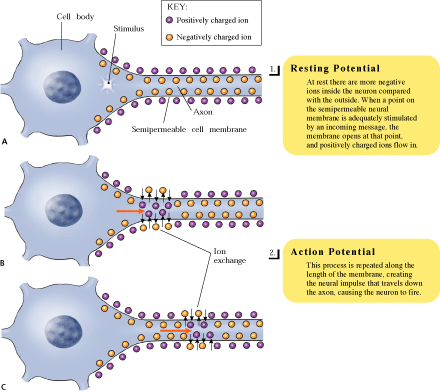 Cell body
Stimulus
KEY:
Positively charged ion
Negatively charged ion
Axon
Semipermeable cell membrane
A
1.
Resting Potential
At rest there are more negative
ions inside the neuron compared
with the outside. When a point on
the semipermeable neural
membrane is adequately stimulated
by an incoming message, the
membrane opens at that point,
and positively charged ions flow in.
B
Ion
exchange
2.
Action Potential
This process is repeated along the
length of the membrane, creating
the neural impulse that travels down
the axon, causing the neuron to fire.
C